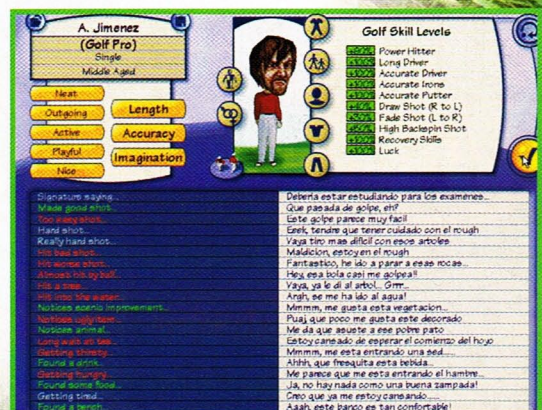 A. Jimenez
(Golf Pro)
Single
Middle Aged
Neat
Outgoing
Active
Playful
Nice
Length
Accuracy
Imagination
Golf Skill Levels
Power Hitter
Long Driver
Accurate Driver
Accurate Irons
Accurate Putter
Draw Shot (R to L)
Fade Shot (L to R)
High Backspin Shot
Recovery Skills
Luck
Signature saying... Deberia estar estudiando para los examenes...
Made good shot... Que pasada de golpe, eh?
Too easy shot... Este golpe parece muy facil
Hard shot... Eeek, tendre que tener cuidado con el rough
Really hard shot... Vaya tiro mas dificil con esos arboles
Hit bad shot... Maldicion, estoy en el rough
Hit worse shot... Fantastico, he ido a parar a esas rocas...
Almost hit by ball... Hey, esa bola casi me golpea!!
Hit a tree... Vaya, ya le di al arbol... Grrr...
Hit into the water... Argh, se me ha ido al agua!
Notices scenic improvement... Mmmm, me gusta esta vegetacion...
Notices ugly item... Puaj, que poco me gusta este decorado
Notices animal... Me da que asuste a ese pobre pato
Long wait at tee... Estoy cansado de esperar el comienzo del hoyo
Getting thirsty... Mmmm, me esta entrando una sed.....
Found a drink... Ahhh, que fresquita esta bebida...
Getting hungry... Me parece que me esta entrando el hambre...
Found some food... Ja, no hay nada como una buena zampada!
Getting tired... Creo que ya me estoy cansando.....
Found a bench... Aaah, este banco es tan confortable!